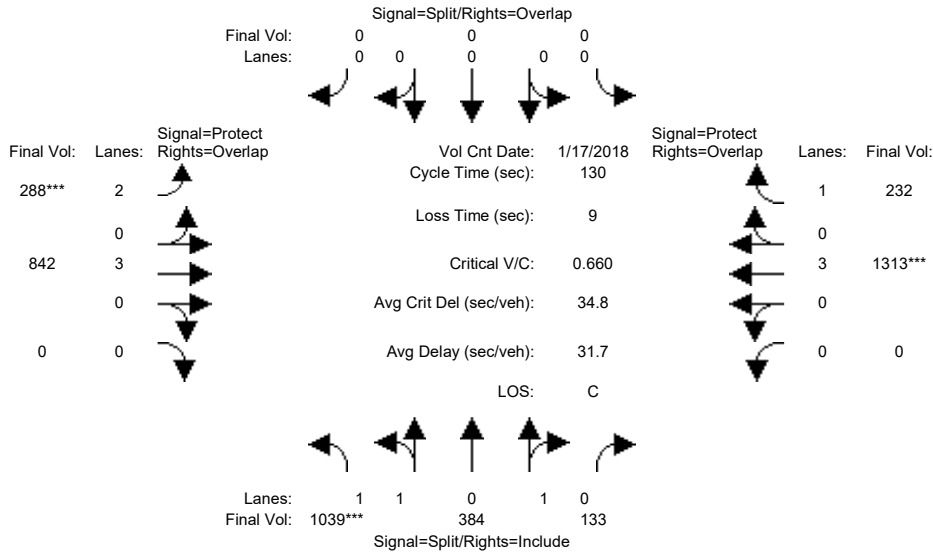 Signal=Split/Rights=Overlap
Final Vol: 0 0 0
Lanes: 0 0 0 0 0
Signal=Protect Signal=Protect
Final Vol: Lanes: Rights=Overlap Vol Cnt Date: 1/17/2018 Rights=Overlap Lanes: Final Vol:
Cycle Time (sec): 130
288*** 2 1 232
Loss Time (sec): 9
0 0
842 3 Critical V/C: 0.660 3 1313***
0 Avg Crit Del (sec/veh): 34.8 0
0 0 Avg Delay (sec/veh): 31.7 0 0
LOS: C
Lanes: 1 1 0 1 0
Final Vol: 1039*** 384 133
Signal=Split/Rights=Include